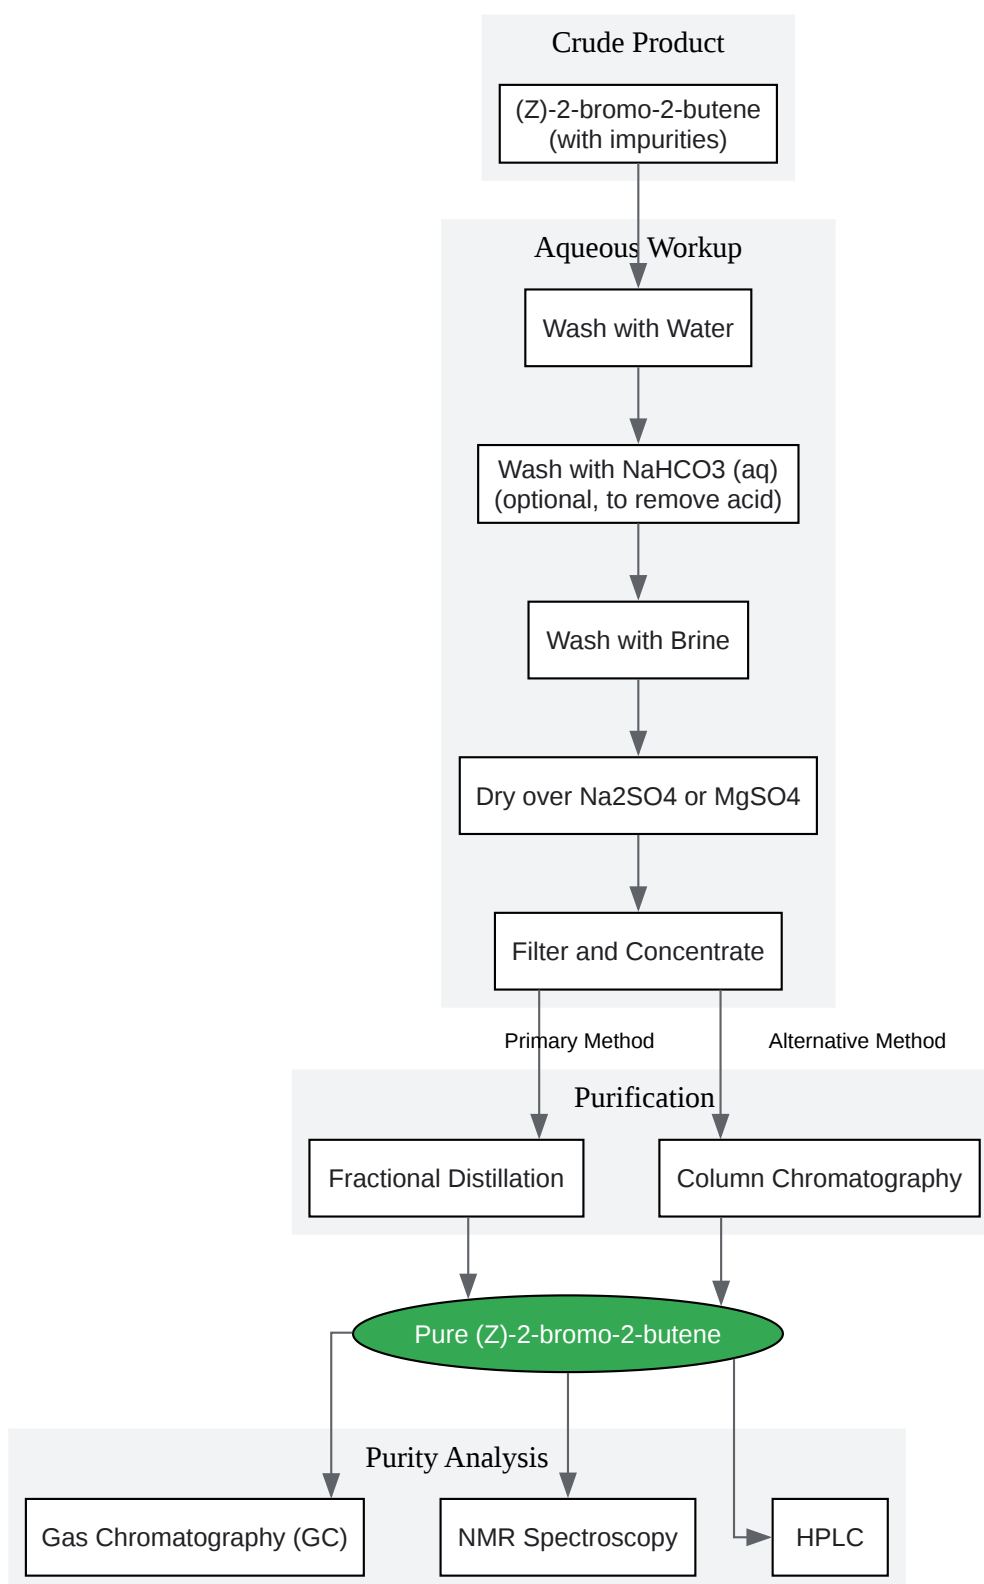 Crude Product
(Z)-2-bromo-2-butene
(with impurities)
Aqueous Workup
Wash with Water
Wash with NaHCO3 (aq)
(optional, to remove acid)
Wash with Brine
Dry over Na2SO4 or MgSO4
Filter and Concentrate
Primary Method
Alternative Method
Purification
Fractional Distillation
Column Chromatography
Pure (Z)-2-bromo-2-butene
Purity Analysis
Gas Chromatography (GC)
NMR Spectroscopy
HPLC